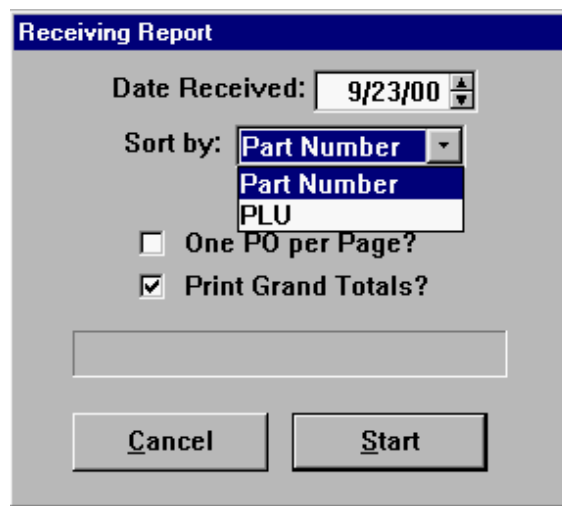 Receiving Report
Date Received: 9/23/00
Sort by: Part Number
Part Number
PLU
One PO per Page?
Print Grand Totals?
Cancel Start